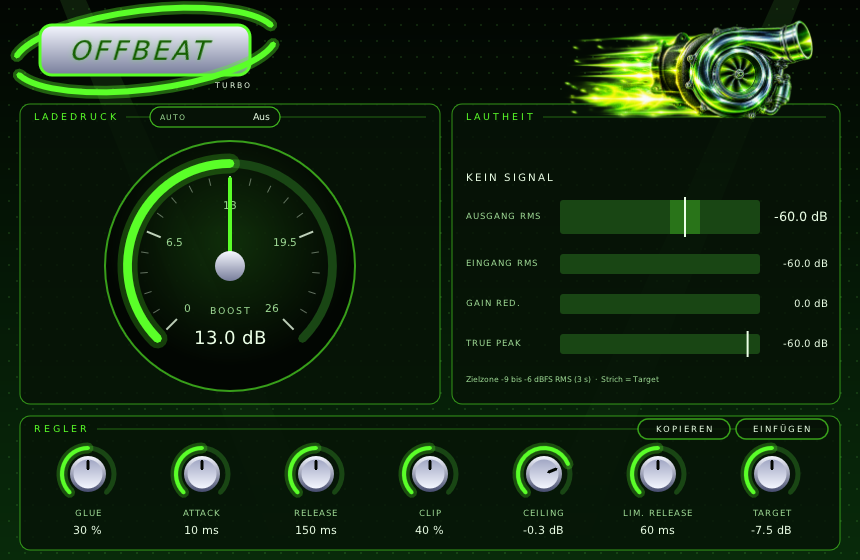 OFFBEAT
TURBO
LADEDRUCK
AUTO Aus
LAUTHEIT
13
6.5
19.5
0
BOOST
26
13.0 dB
KEIN SIGNAL
AUSGANG RMS -60.0 dB
EINGANG RMS -60.0 dB
GAIN RED. 0.0 dB
TRUE PEAK -60.0 dB
Zielzone -9 bis -6 dBFS RMS (3 s) · Strich = Target
REGLER
KOPIEREN
EINFÜGEN
GLUE ATTACK RELEASE CLIP CEILING LIM. RELEASE TARGET
30 % 10 ms 150 ms 40 % -0.3 dB 60 ms -7.5 dB